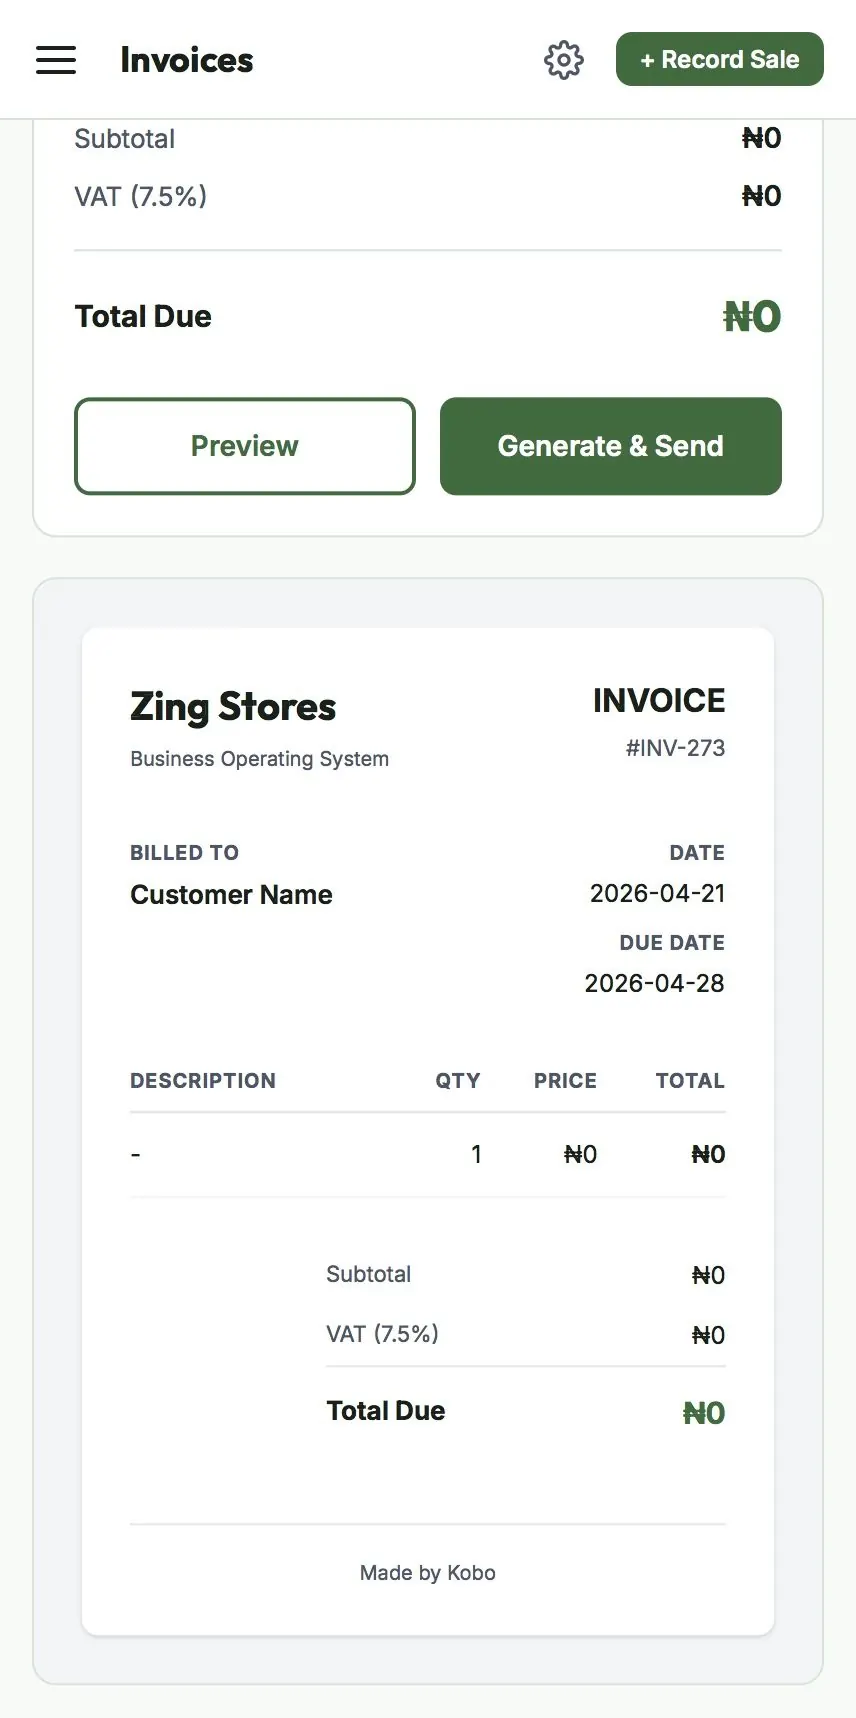 Invoices
+ Record Sale
Subtotal ₦0
VAT (7.5%) ₦0
Total Due ₦0
Preview Generate & Send
Zing Stores INVOICE
Business Operating System #INV-273
BILLED TO DATE
Customer Name 2026-04-21
DUE DATE
2026-04-28
DESCRIPTION QTY PRICE TOTAL
- 1 ₦0 ₦0
Subtotal ₦0
VAT (7.5%) ₦0
Total Due ₦0
Made by Kobo